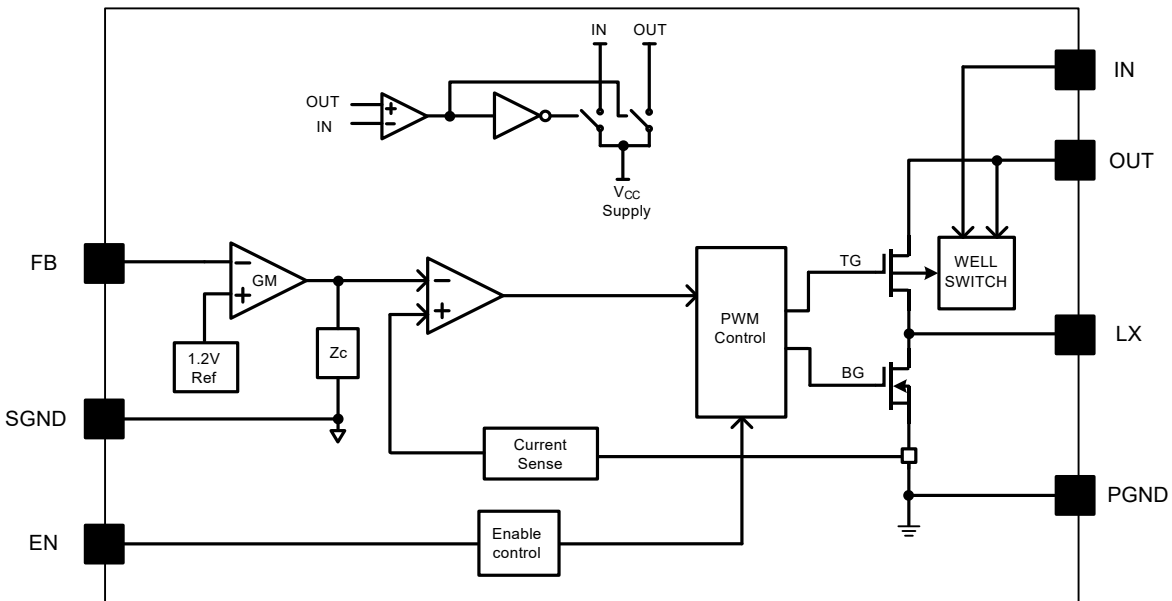 IN OUT
IN
OUT
+
IN
−
OUT
VCC
Supply
FB
−
GM
+
−
+
TG
WELL
SWITCH
PWM
Control
LX
1.2V
Ref
Zc
BG
SGND
Current
Sense
PGND
EN
Enable
control